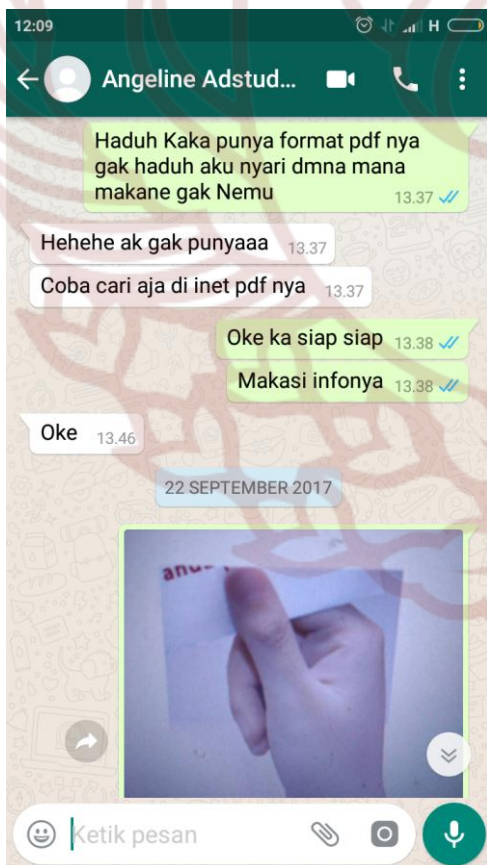 12:09 H
Angeline Adstud...
Haduh Kaka punya format pdf nya
gak haduh aku nyari dmna mana
makane gak Nemu 13.37
Hehehe ak gak punyaaa 13.37
Coba cari aja di inet pdf nya 13.37
Oke ka siap siap 13.38
Makasi infonya 13.38
Oke 13.46
22 SEPTEMBER 2017
Ketik pesan